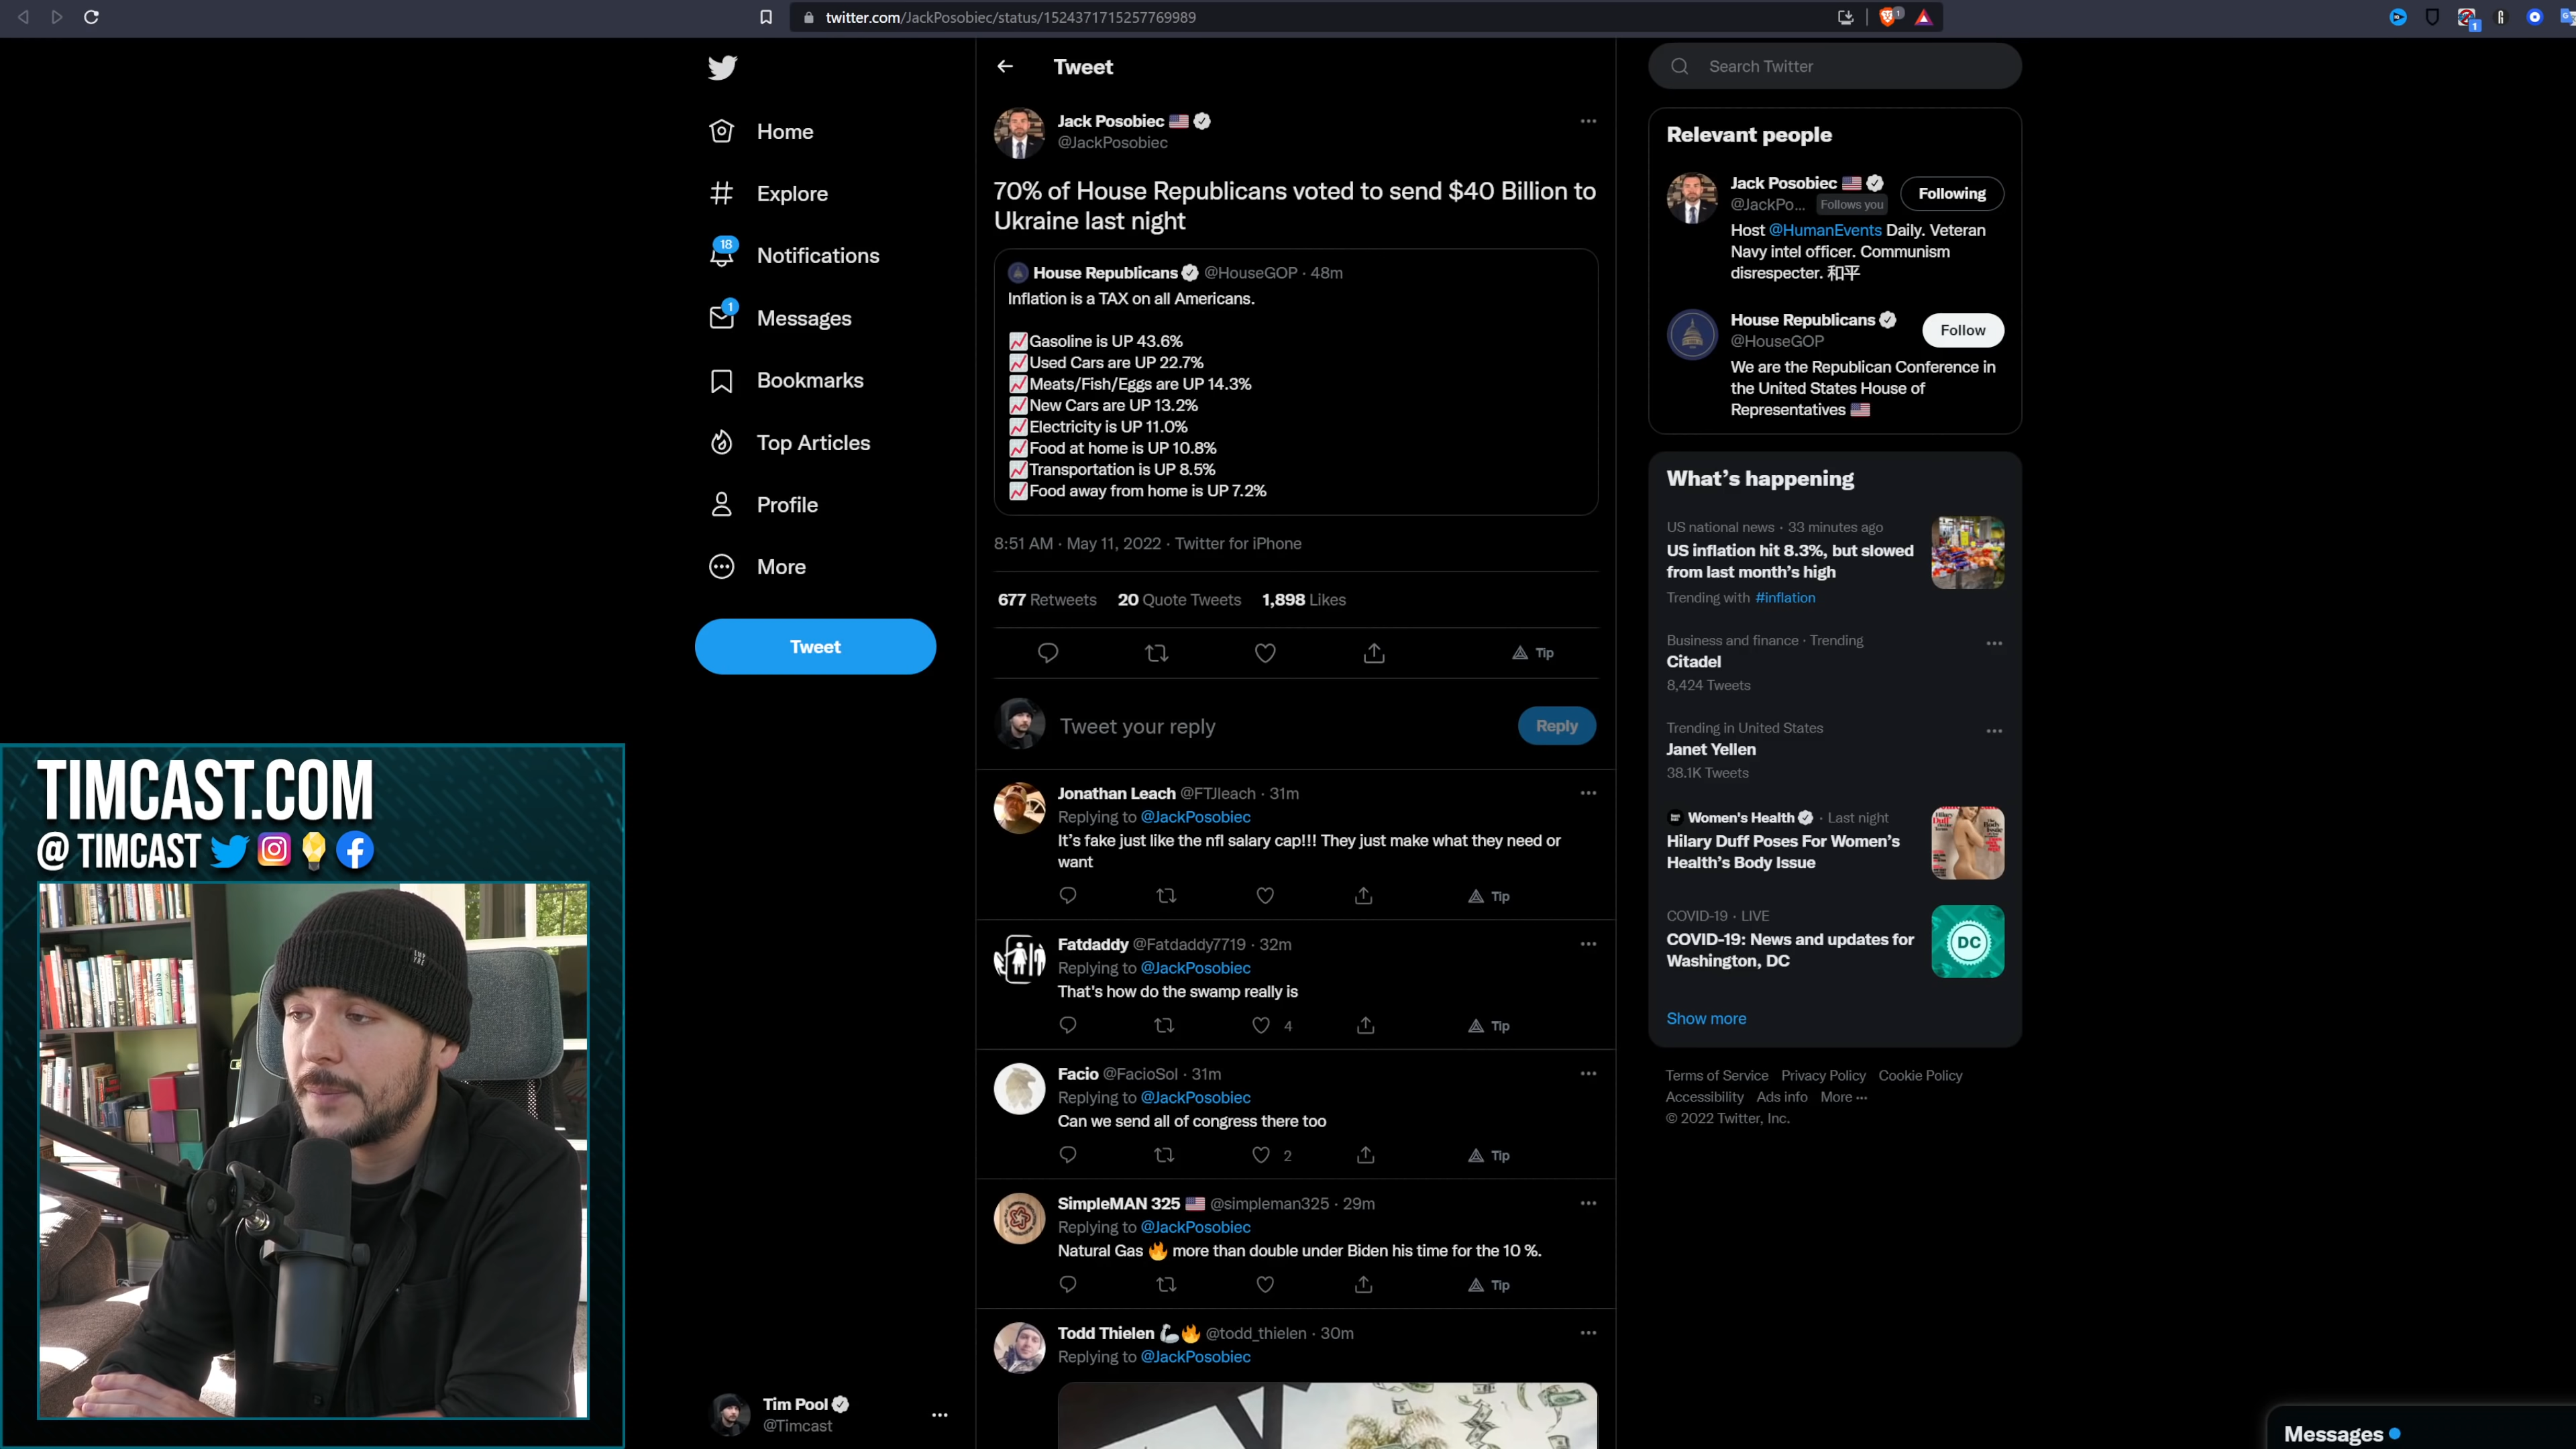 twitter.com/JackPosobiec/status/1524371715257769989
Home
Explore
18
Notifications
1
Messages
Bookmarks
Top Articles
Profile
More
Tweet
TIMCAST.COM
@ TIMCAST
Tim Pool
@Timcast
Tweet
Jack Posobiec 🇺🇸
@JackPosobiec
70% of House Republicans voted to send $40 Billion to
Ukraine last night
House Republicans @HouseGOP · 48m
Inflation is a TAX on all Americans.
📈Gasoline is UP 43.6%
📈Used Cars are UP 22.7%
📈Meats/Fish/Eggs are UP 14.3%
📈New Cars are UP 13.2%
📈Electricity is UP 11.0%
📈Food at home is UP 10.8%
📈Transportation is UP 8.5%
📈Food away from home is UP 7.2%
8:51 AM · May 11, 2022 · Twitter for iPhone
677 Retweets 20 Quote Tweets 1,898 Likes
Tip
Tweet your reply
Reply
Jonathan Leach @FTJleach · 31m
Replying to @JackPosobiec
It's fake just like the nfl salary cap!!! They just make what they need or
want
Tip
Fatdaddy @Fatdaddy7719 · 32m
Replying to @JackPosobiec
That's how do the swamp really is
4
Tip
Facio @FacioSol · 31m
Replying to @JackPosobiec
Can we send all of congress there too
2
Tip
SimpleMAN 325 🇺🇸 @simpleman325 · 29m
Replying to @JackPosobiec
Natural Gas 🔥 more than double under Biden his time for the 10 %.
Tip
Todd Thielen 🦾🔥 @todd_thielen · 30m
Replying to @JackPosobiec
Search Twitter
Relevant people
Jack Posobiec 🇺🇸
@JackPo... Follows you
Following
Host @HumanEvents Daily. Veteran
Navy intel officer. Communism
disrespecter. 和平
House Republicans
@HouseGOP
Follow
We are the Republican Conference in
the United States House of
Representatives 🇺🇸
What's happening
US national news · 33 minutes ago
US inflation hit 8.3%, but slowed
from last month's high
Trending with #inflation
Business and finance · Trending
Citadel
8,424 Tweets
Trending in United States
Janet Yellen
38.1K Tweets
Women's Health · Last night
Hilary Duff Poses For Women's
Health's Body Issue
COVID-19 · LIVE
COVID-19: News and updates for
Washington, DC
DC
Show more
Terms of Service Privacy Policy Cookie Policy
Accessibility Ads info More ···
© 2022 Twitter, Inc.
Messages